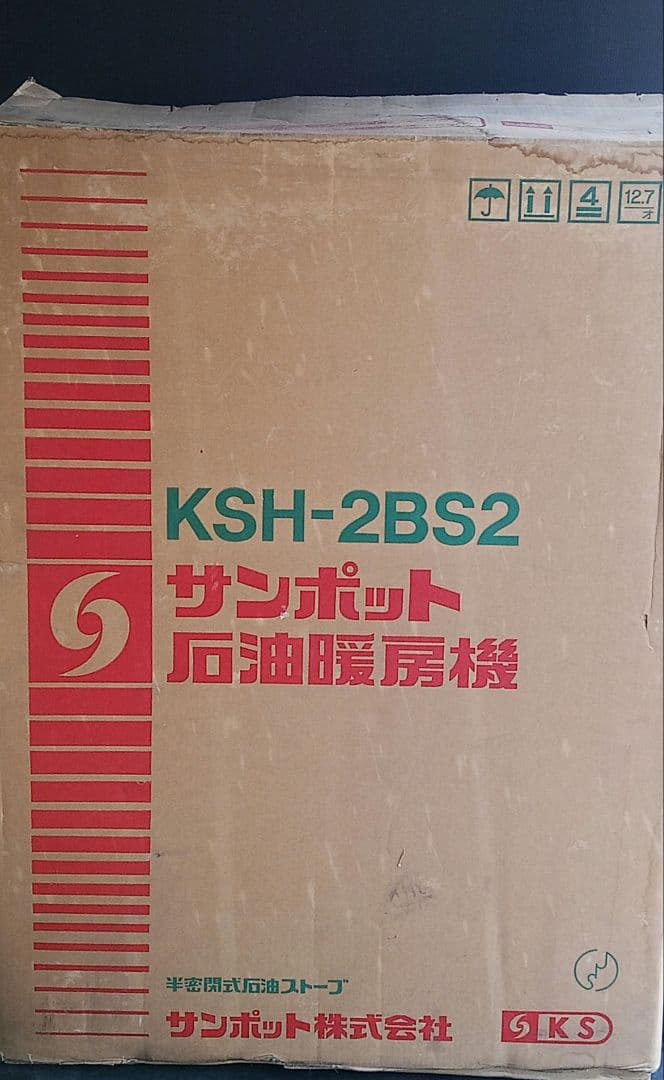 4
12.7
才
KSH-2BS2
サンポット
石油暖房機
半密閉式石油ストーブ
サンポット株式会社
KS